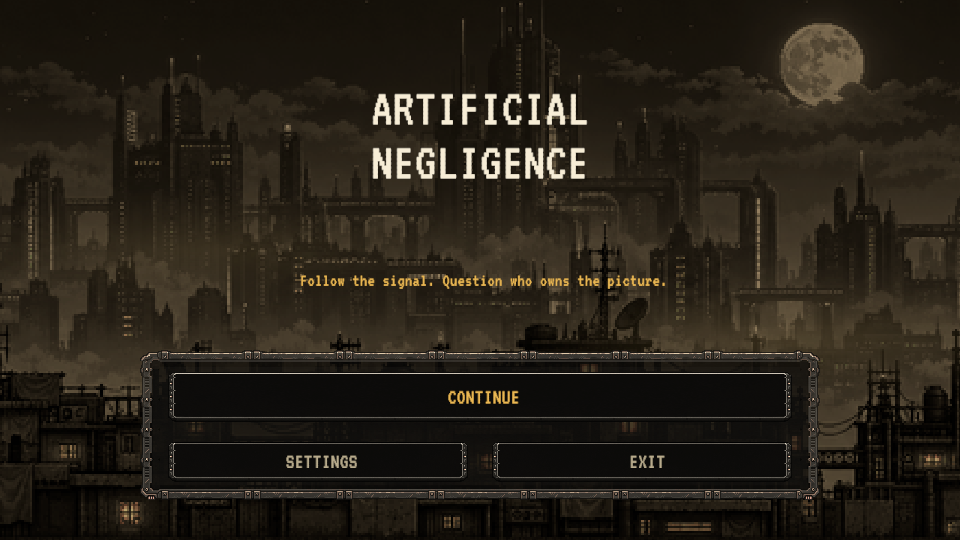 ARTIFICIAL
NEGLIGENCE
Follow the signal. Question who owns the picture.
CONTINUE
SETTINGS
EXIT